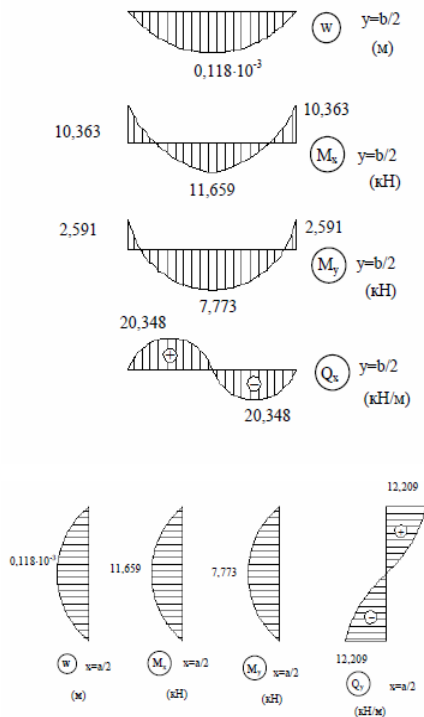 w y=b/2
(м)
0,118·10⁻³
10,363
10,363
Mx y=b/2
(кН)
11,659
2,591
2,591
My y=b/2
(кН)
7,773
20,348
+
Qx y=b/2
−
(кН/м)
20,348
12,209
0,118·10⁻³
11,659
7,773
+
−
12,209
w x=a/2
Mx x=a/2
My x=a/2
Qy x=a/2
(м)
(кН)
(кН)
(кН/м)